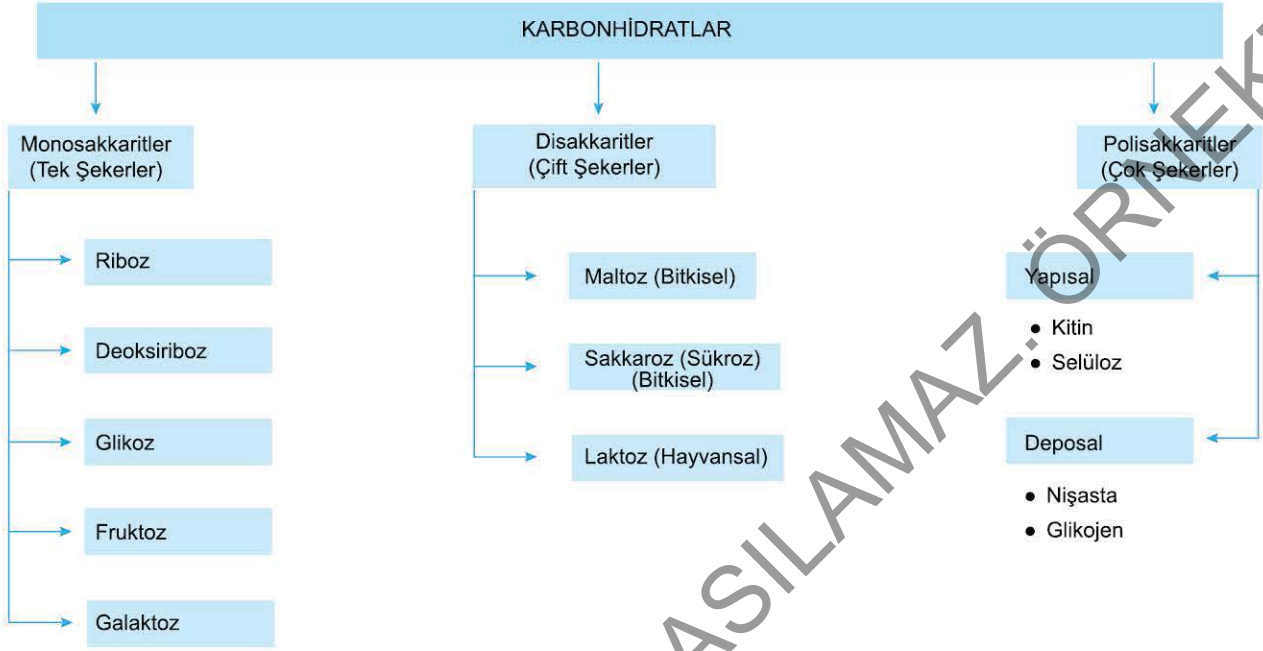 KARBONHİDRATLAR
Monosakkaritler
(Tek Şekerler)
Riboz
Deoksiriboz
Glikoz
Fruktoz
Galaktoz
Disakkaritler
(Çift Şekerler)
Maltoz (Bitkisel)
Sakkaroz (Sükroz)
(Bitkisel)
Laktoz (Hayvansal)
Polisakkaritler
(Çok Şekerler)
Yapısal
● Kitin
● Selüloz
Deposal
● Nişasta
● Glikojen
ASILAMAZ. ÖRNEK